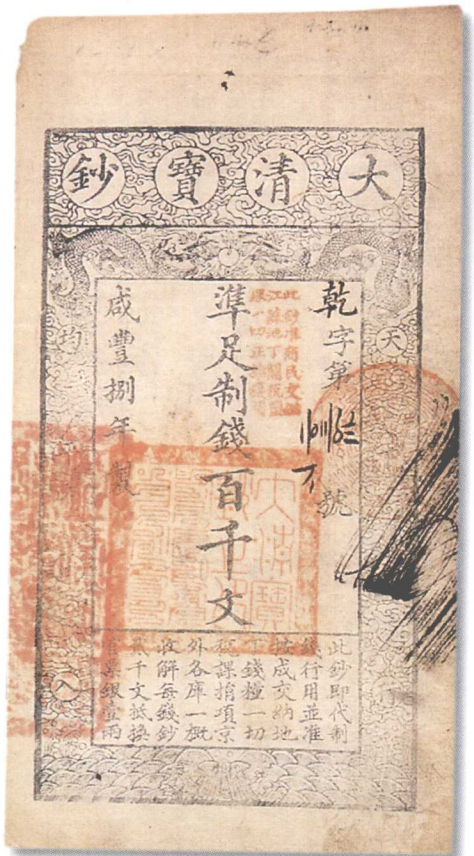 大清寶鈔
天
乾字第
號
準足制錢百千文
咸豐捌年製
均
此鈔即代制
錢行用並准
按成交納地
丁錢糧一切
稅課捐項京
外各庫一概
收解每錢鈔
貳千文抵換
官票銀壹兩